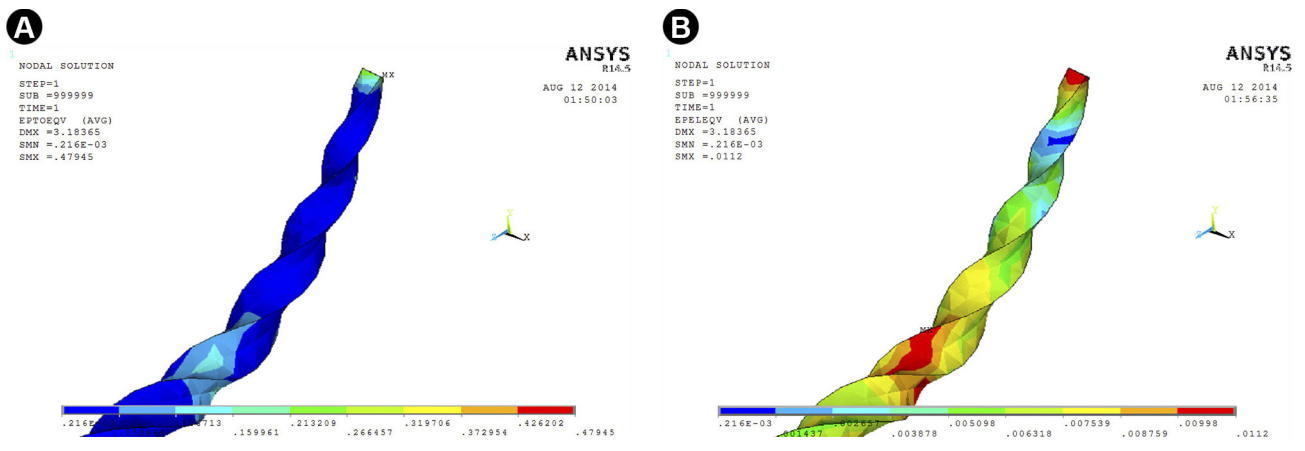 A
1
NODAL SOLUTION
STEP=1
SUB =999999
TIME=1
EPTOEQV (AVG)
DMX =3.18365
SMN =.216E-03
SMX =.47945
ANSYS
R14.5
AUG 12 2014
01:50:03
MX
Y
Z
X
.159961
.213209
.266457
.319706
.372954
.426202
.47945
B
1
NODAL SOLUTION
STEP=1
SUB =999999
TIME=1
EPELEQV (AVG)
DMX =3.18365
SMN =.216E-03
SMX =.0112
ANSYS
R14.5
AUG 12 2014
01:56:35
Y
Z
X
.216E-03
.001437
.002657
.003878
.005098
.006318
.007539
.008759
.00998
.0112